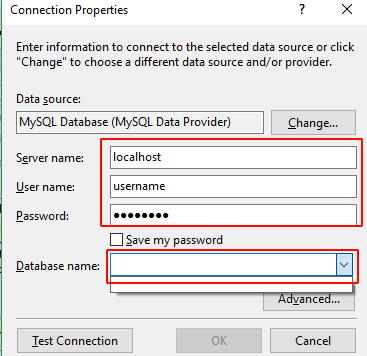 Connection Properties
Enter information to connect to the selected data source or click
"Change" to choose a different data source and/or provider.
Data source:
MySQL Database (MySQL Data Provider)
Change...
Server name:
localhost
User name:
username
Password:
●●●●●●●●
Save my password
Database name:
Advanced...
Test Connection
OK
Cancel